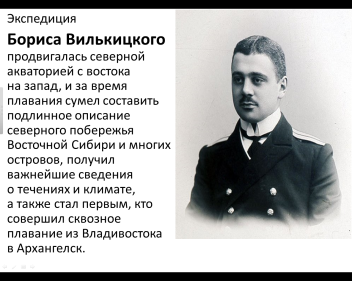 Экспедиция
Бориса Вилькицкого
продвигалась северной
акваторией с востока
на запад, и за время
плавания сумел составить
подлинное описание
северного побережья
Восточной Сибири и многих
островов, получил
важнейшие сведения
о течениях и климате,
а также стал первым, кто
совершил сквозное
плавание из Владивостока
в Архангельск.